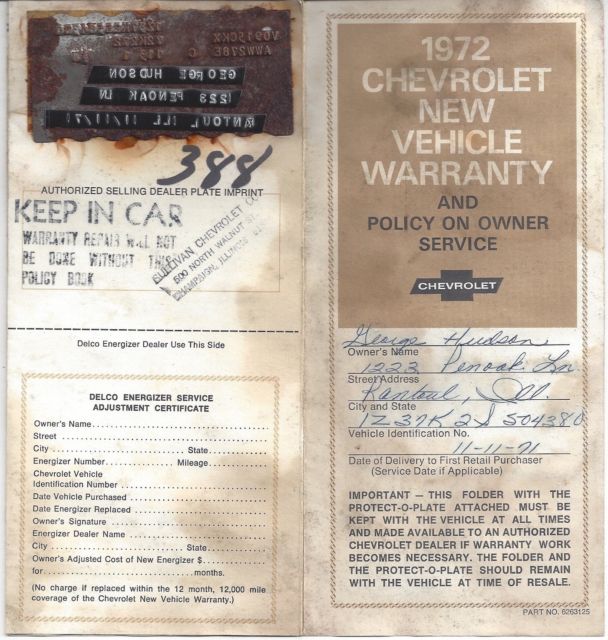 GEORGE HUDSON
1223 PENOAK LN
RANTOUL ILL 11/11/71
388
AUTHORIZED SELLING DEALER PLATE IMPRINT
KEEP IN CAR
WARRANTY REPAIR WILL NOT
BE DONE WITHOUT THIS
POLICY BOOK
SULLIVAN CHEVROLET CO.
500 NORTH WALNUT ST.
CHAMPAIGN, ILLINOIS
Delco Energizer Dealer Use This Side
DELCO ENERGIZER SERVICE
ADJUSTMENT CERTIFICATE
Owner's Name
Street
City State
Energizer Number Mileage
Chevrolet Vehicle
Identification Number
Date Vehicle Purchased
Date Energizer Replaced
Owner's Signature
Energizer Dealer Name
City State
Owner's Adjusted Cost of New Energizer $
for months.
(No charge if replaced within the 12 month, 12,000 mile
coverage of the Chevrolet New Vehicle Warranty.)
1972
CHEVROLET
NEW
VEHICLE
WARRANTY
AND
POLICY ON OWNER
SERVICE
CHEVROLET
George Hudson
Owner's Name
1223 Penoak Ln
Street Address
Rantoul, Ill.
City and State
1Z37K2S504380
Vehicle Identification No.
11-11-71
Date of Delivery to First Retail Purchaser
(Service Date if Applicable)
IMPORTANT — THIS FOLDER WITH THE
PROTECT-O-PLATE ATTACHED MUST BE
KEPT WITH THE VEHICLE AT ALL TIMES
AND MADE AVAILABLE TO AN AUTHORIZED
CHEVROLET DEALER IF WARRANTY WORK
BECOMES NECESSARY. THE FOLDER AND
THE PROTECT-O-PLATE SHOULD REMAIN
WITH THE VEHICLE AT TIME OF RESALE.
PART NO. 6263125